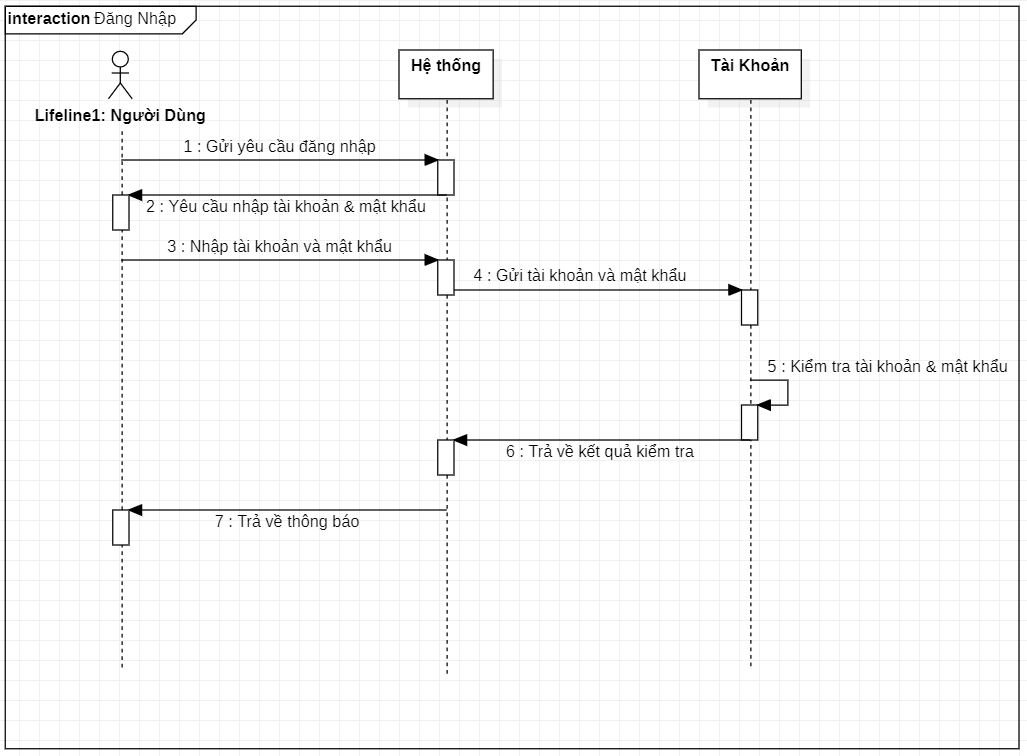 interaction Đăng Nhập
Hệ thống
Tài Khoản
Lifeline1: Người Dùng
1 : Gửi yêu cầu đăng nhập
2 : Yêu cầu nhập tài khoản & mật khẩu
3 : Nhập tài khoản và mật khẩu
4 : Gửi tài khoản và mật khẩu
5 : Kiểm tra tài khoản & mật khẩu
6 : Trả về kết quả kiểm tra
7 : Trả về thông báo